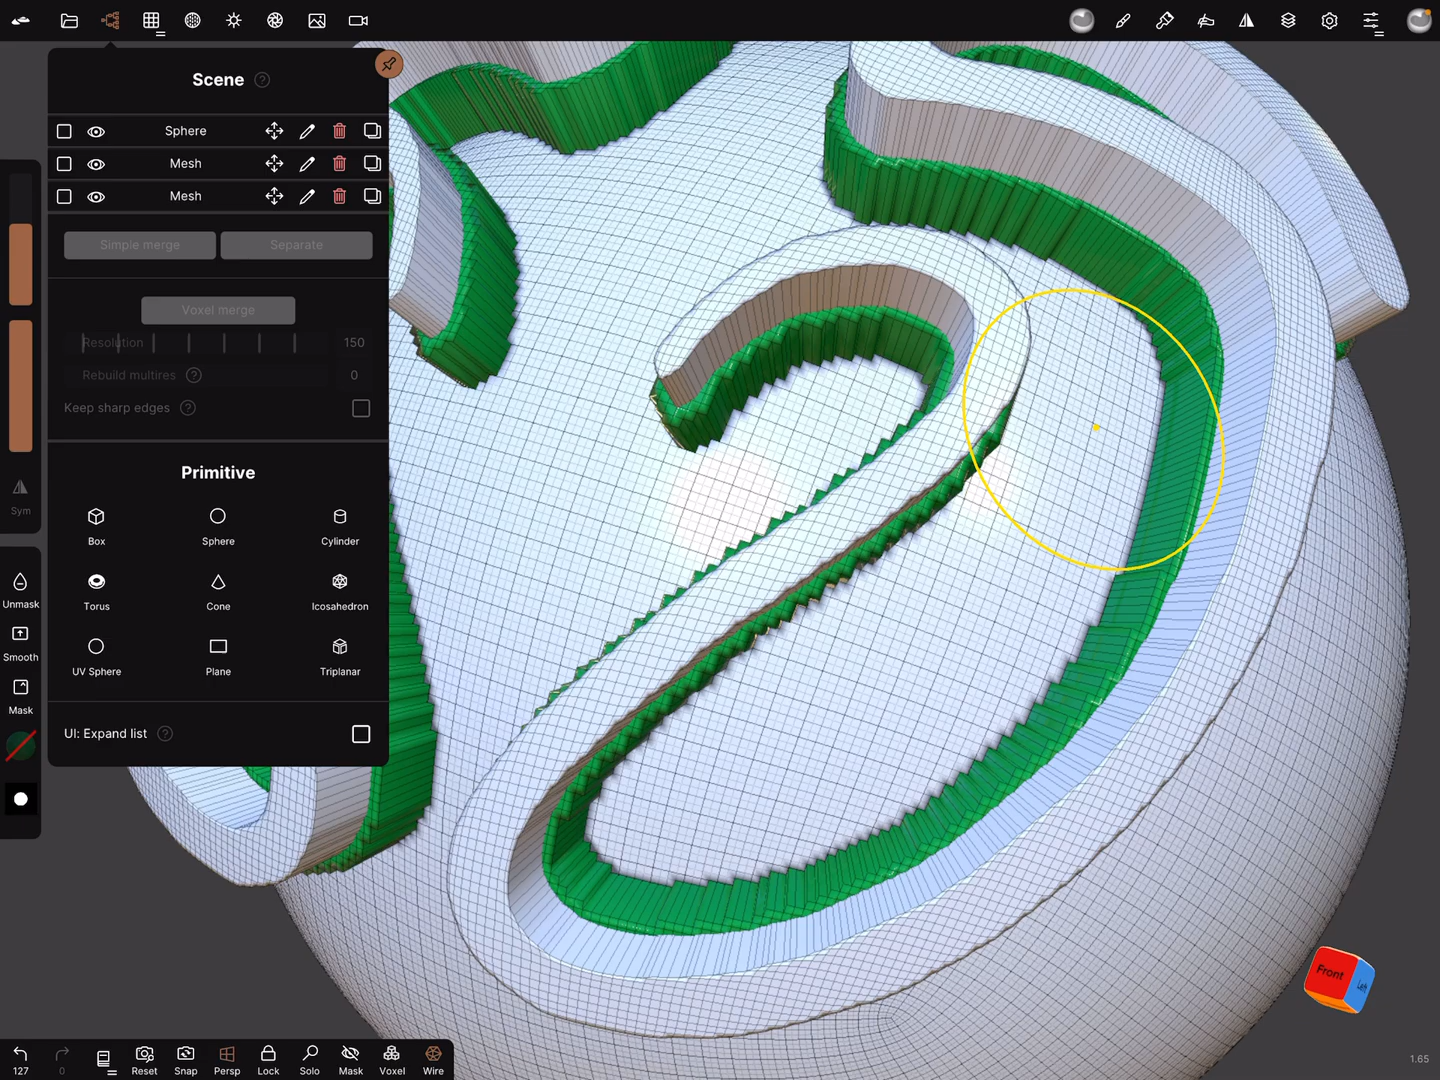 Scene
Sphere
Mesh
Mesh
Simple merge Separate
Voxel merge
Resolution 150
Rebuild multires 0
Keep sharp edges
Primitive
Box Sphere Cylinder
Torus Cone Icosahedron
UV Sphere Plane Triplanar
UI: Expand list
Sym
Unmask
Smooth
Mask
Front Left
127 0 Reset Snap Persp Lock Solo Mask Voxel Wire
1.65